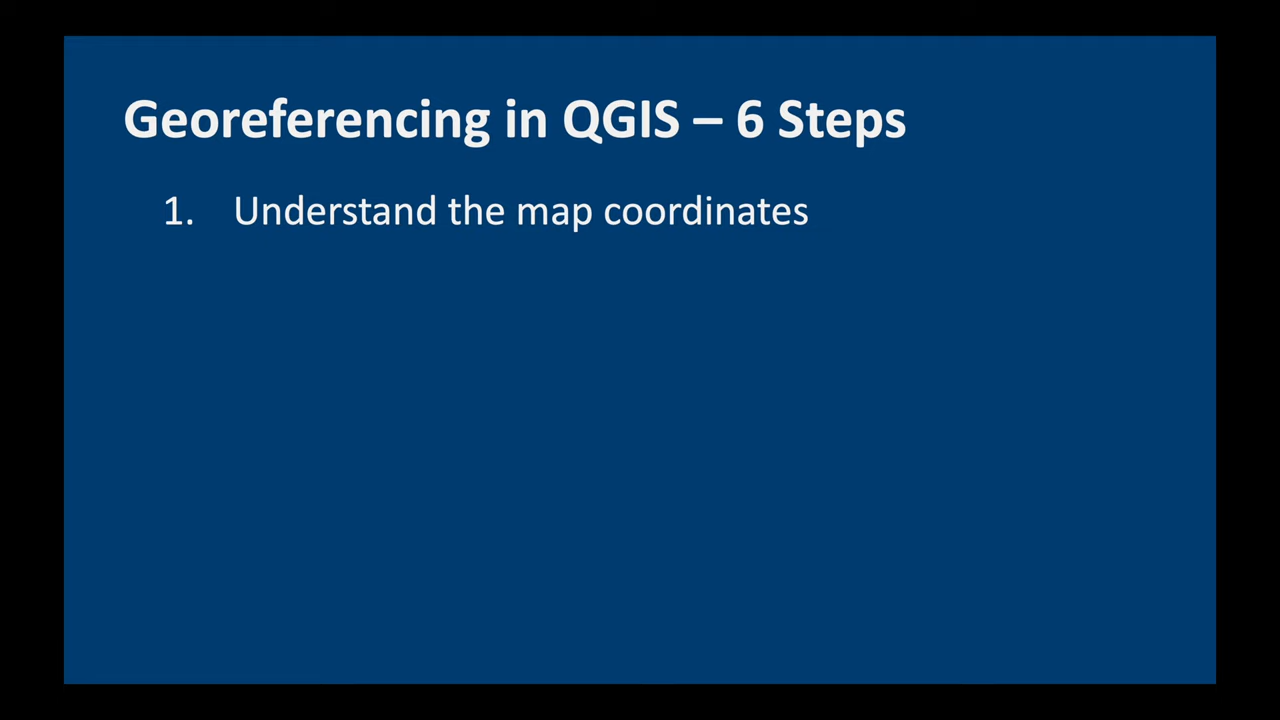 Georeferencing in QGIS – 6 Steps
1. Understand the map coordinates